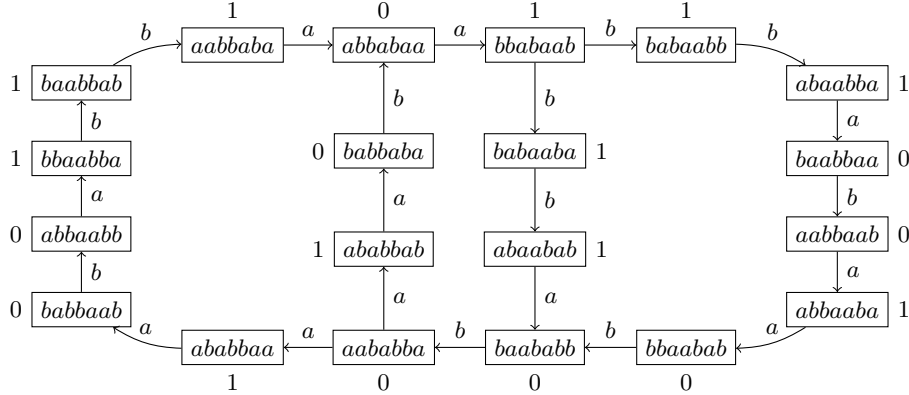 1 0 1 1
b aabbaba a abbabaa a bbabaab b babaabb b
1 baabbab abaabba 1
b b b a
0 babbaba babaaba 1
1 bbaabba baabbaa 0
a a b b
0 abbaabb aabbaab 0
1 ababbab abaabab 1
b a a a
0 babbaab abbaaba 1
a ababbaa a aababba b baababb b bbaabab a
1 0 0 0